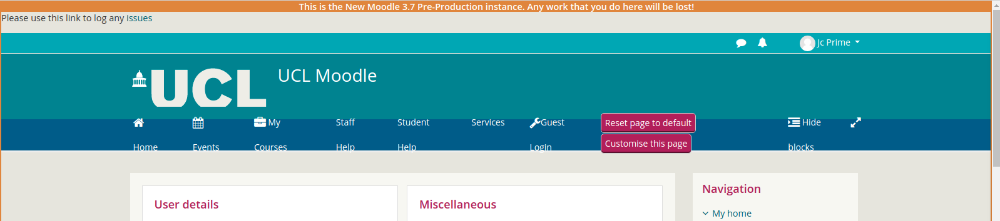 This is the New Moodle 3.7 Pre-Production instance. Any work that you do here will be lost!
Please use this link to log any issues
Jc Prime
UCL
UCL Moodle
Home
Events
My
Courses
Staff
Help
Student
Help
Services
Guest
Login
Reset page to default
Customise this page
Hide
blocks
User details
Miscellaneous
Navigation
My home